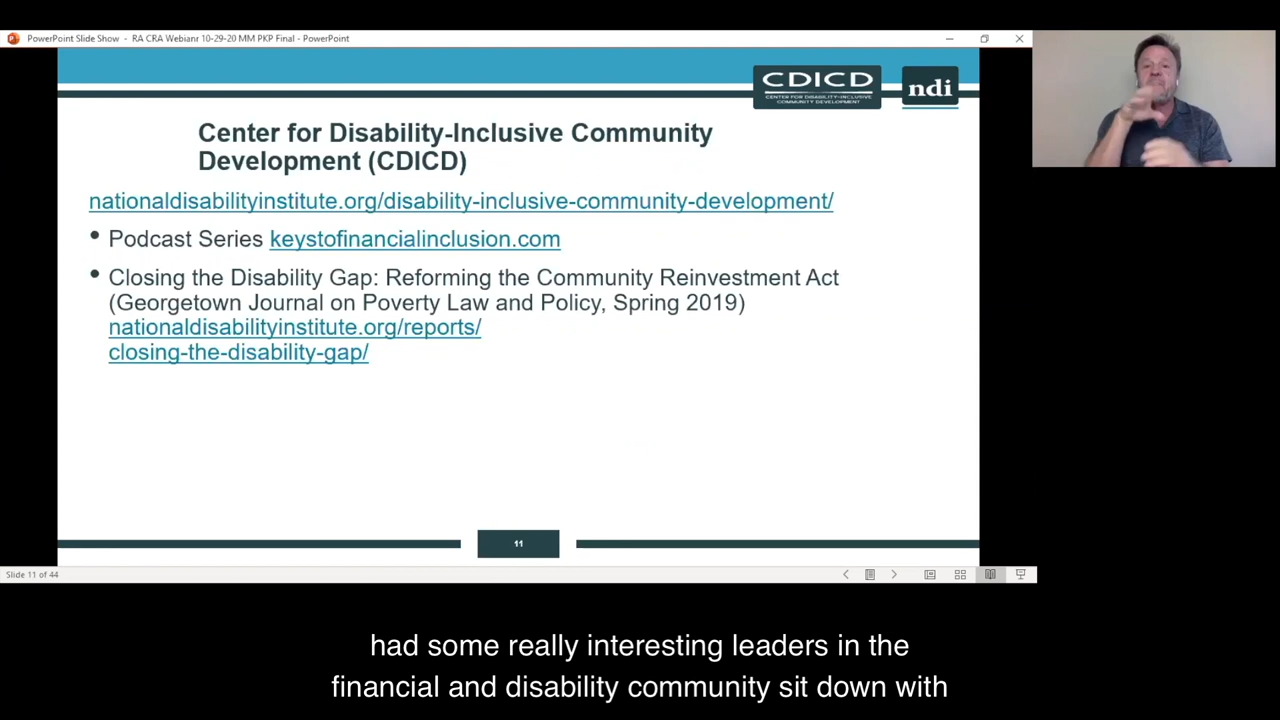 PowerPoint Slide Show - RA CRA Webianr 10-29-20 MM PKP Final - PowerPoint
CDICD
CENTER FOR DISABILITY-INCLUSIVE
COMMUNITY DEVELOPMENT
ndi
Center for Disability-Inclusive Community
Development (CDICD)
nationaldisabilityinstitute.org/disability-inclusive-community-development/
• Podcast Series keystofinancialinclusion.com
• Closing the Disability Gap: Reforming the Community Reinvestment Act
(Georgetown Journal on Poverty Law and Policy, Spring 2019)
nationaldisabilityinstitute.org/reports/
closing-the-disability-gap/
11
Slide 11 of 44
had some really interesting leaders in the
financial and disability community sit down with